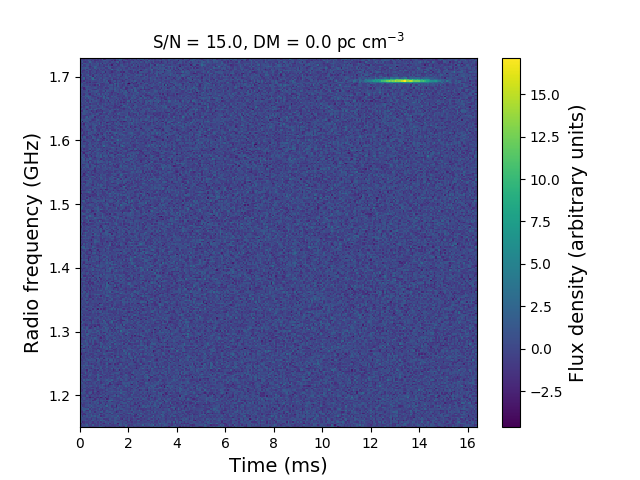 S/N = 15.0, DM = 0.0 pc cm⁻³
Radio frequency (GHz)
1.7
1.6
1.5
1.4
1.3
1.2
0 2 4 6 8 10 12 14 16
Time (ms)
15.0
12.5
10.0
7.5
5.0
2.5
0.0
−2.5
Flux density (arbitrary units)